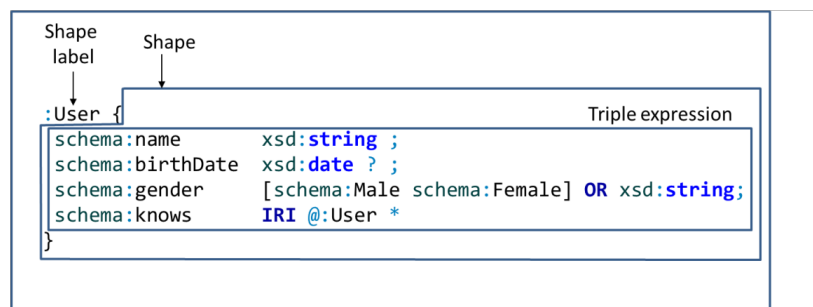 Shape label
Shape
:User {
Triple expression
schema:name xsd:string ;
schema:birthDate xsd:date ? ;
schema:gender [schema:Male schema:Female] OR xsd:string;
schema:knows IRI @:User *
}